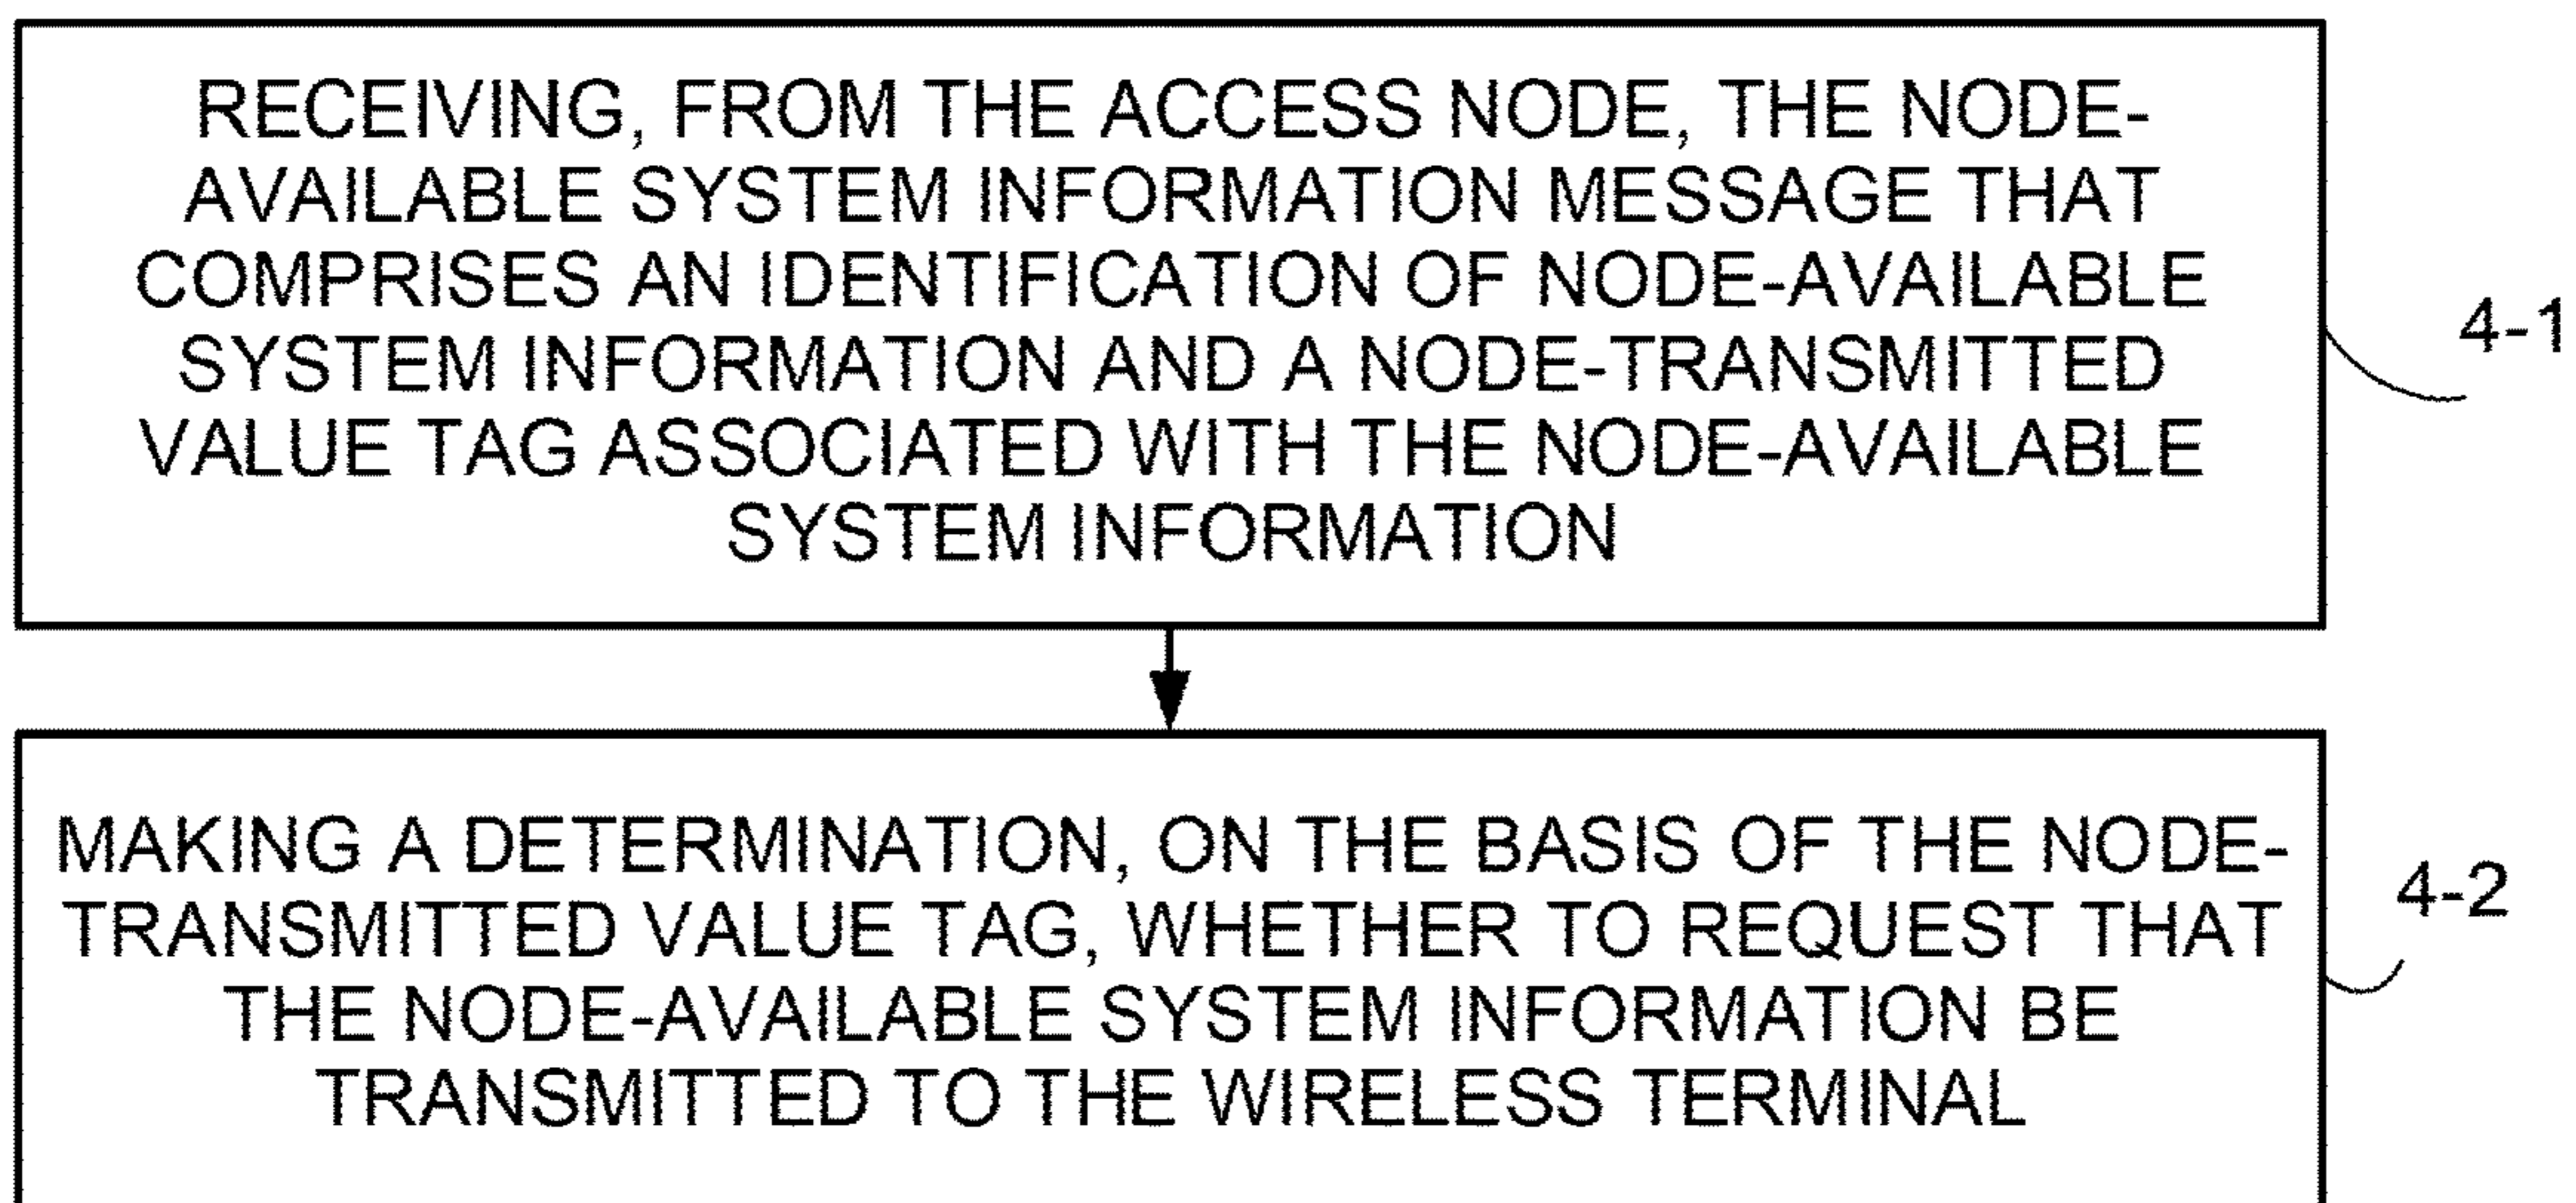 RECEIVING, FROM THE ACCESS NODE, THE NODE-
AVAILABLE SYSTEM INFORMATION MESSAGE THAT
COMPRISES AN IDENTIFICATION OF NODE-AVAILABLE
SYSTEM INFORMATION AND A NODE-TRANSMITTED
VALUE TAG ASSOCIATED WITH THE NODE-AVAILABLE
SYSTEM INFORMATION
4-1
MAKING A DETERMINATION, ON THE BASIS OF THE NODE-
TRANSMITTED VALUE TAG, WHETHER TO REQUEST THAT
THE NODE-AVAILABLE SYSTEM INFORMATION BE
TRANSMITTED TO THE WIRELESS TERMINAL
4-2